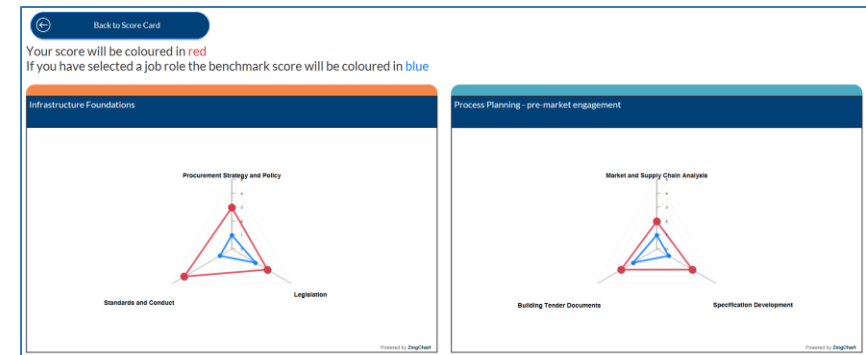 Back to Score Card
Your score will be coloured in red
If you have selected a job role the benchmark score will be coloured in blue
Infrastructure Foundations
Process Planning - pre-market engagement
Procurement Strategy and Policy
Standards and Conduct
Legislation
Powered by ZingChart
Market and Supply Chain Analysis
Building Tender Documents
Specification Development
Powered by ZingChart